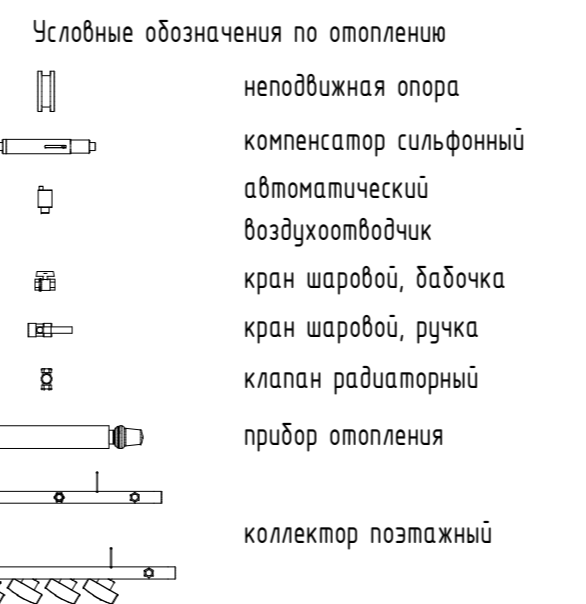 Условные обозначения по отоплению
неподвижная опора
компенсатор сильфонный
автоматический
воздухоотводчик
кран шаровой, бабочка
кран шаровой, ручка
клапан радиаторный
прибор отопления
коллектор поэтажный